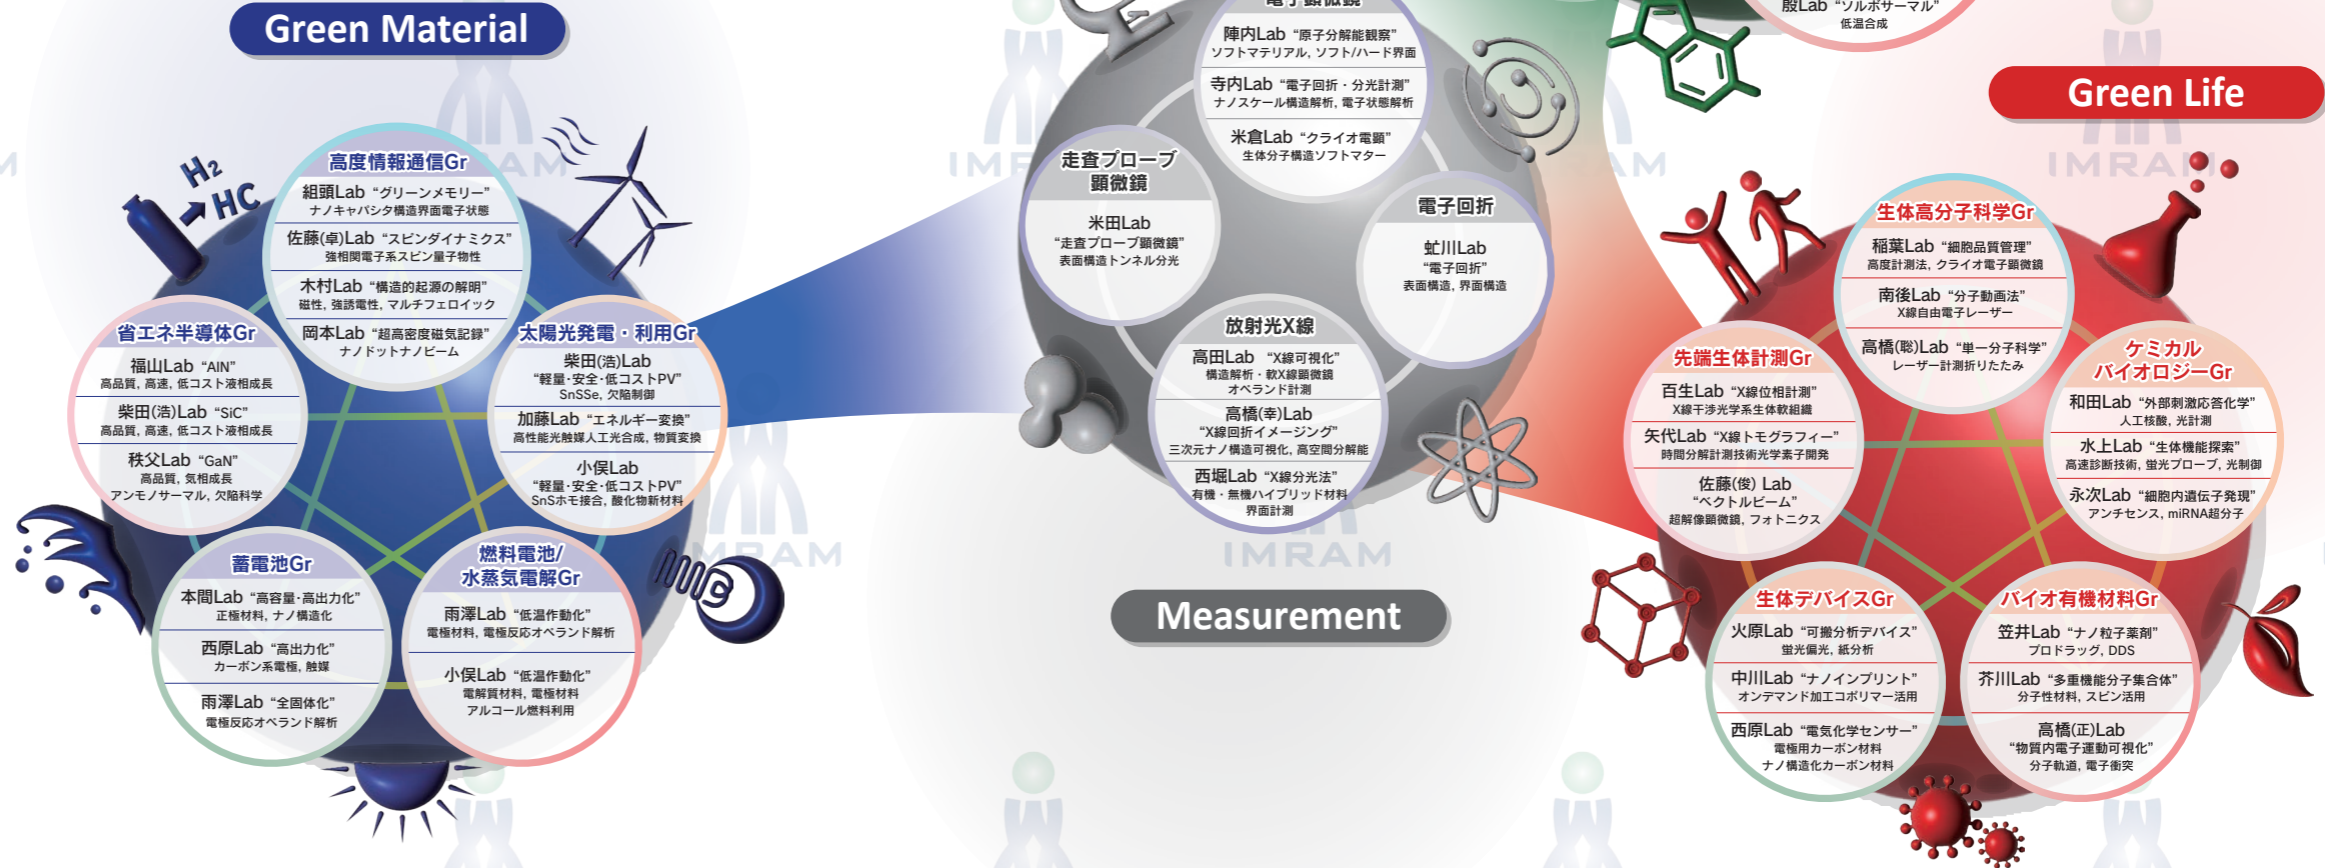 Green Material
H₂
HC
高度情報通信Gr
組頭Lab “グリーンメモリー”
ナノキャパシタ構造界面電子状態
佐藤(卓)Lab “スピンダイナミクス”
強相関電子系スピン量子物性
木村Lab “構造的起源の解明”
磁性, 強誘電性, マルチフェロイック
岡本Lab “超高密度磁気記録”
ナノドットナノビーム
省エネ半導体Gr
福山Lab “AlN”
高品質, 高速, 低コスト液相成長
柴田(浩)Lab “SiC”
高品質, 高速, 低コスト液相成長
秩父Lab “GaN”
高品質, 気相成長
アンモノサーマル, 欠陥科学
太陽光発電・利用Gr
柴田(浩)Lab
“軽量・安全・低コストPV”
SnSSe, 欠陥制御
加藤Lab “エネルギー変換”
高性能光触媒人工光合成, 物質変換
小俣Lab
“軽量・安全・低コストPV”
SnSホモ接合, 酸化物新材料
蓄電池Gr
本間Lab “高容量・高出力化”
正極材料, ナノ構造化
西原Lab “高出力化”
カーボン系電極, 触媒
雨澤Lab “全固体化”
電極反応オペランド解析
燃料電池/
水蒸気電解Gr
雨澤Lab “低温作動化”
電極材料, 電極反応オペランド解析
小俣Lab “低温作動化”
電解質材料, 電極材料
アルコール燃料利用
陣内Lab “原子分解能観察”
ソフトマテリアル, ソフト/ハード界面
寺内Lab “電子回折・分光計測”
ナノスケール構造解析, 電子状態解析
米倉Lab “クライオ電顕”
生体分子構造ソフトマター
走査プローブ
顕微鏡
米田Lab
“走査プローブ顕微鏡”
表面構造トンネル分光
電子回折
虻川Lab
“電子回折”
表面構造, 界面構造
放射光X線
高田Lab “X線可視化”
構造解析・軟X線顕微鏡
オペランド計測
高橋(幸)Lab
“X線回折イメージング”
三次元ナノ構造可視化, 高空間分解能
西堀Lab “X線分光法”
有機・無機ハイブリッド材料
界面計測
IMRAM
Measurement
殷Lab “ソルボサーマル”
低温合成
Green Life
IMRAM
生体高分子科学Gr
稲葉Lab “細胞品質管理”
高度計測法, クライオ電子顕微鏡
南後Lab “分子動画法”
X線自由電子レーザー
高橋(聡)Lab “単一分子科学”
レーザー計測折りたたみ
先端生体計測Gr
百生Lab “X線位相計測”
X線干渉光学系生体軟組織
矢代Lab “X線トモグラフィー”
時間分解計測技術光学素子開発
佐藤(俊) Lab
“ベクトルビーム”
超解像顕微鏡, フォトニクス
ケミカル
バイオロジーGr
和田Lab “外部刺激応答化学”
人工核酸, 光計測
水上Lab “生体機能探索”
高速診断技術, 蛍光プローブ, 光制御
永次Lab “細胞内遺伝子発現”
アンチセンス, miRNA超分子
生体デバイスGr
火原Lab “可搬分析デバイス”
蛍光偏光, 紙分析
中川Lab “ナノインプリント”
オンデマンド加工コポリマー活用
西原Lab “電気化学センサー”
電極用カーボン材料
ナノ構造化カーボン材料
バイオ有機材料Gr
笠井Lab “ナノ粒子薬剤”
プロドラッグ, DDS
芥川Lab “多重機能分子集合体”
分子性材料, スピン活用
高橋(正)Lab
“物質内電子運動可視化”
分子軌道, 電子衝突